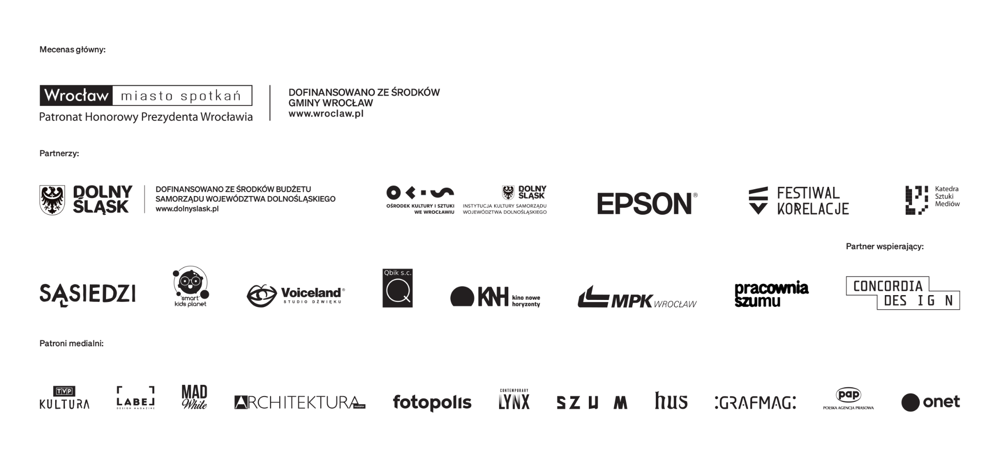 Mecenas główny:
Wrocław miasto spotkań
Patronat Honorowy Prezydenta Wrocławia
DOFINANSOWANO ZE ŚRODKÓW
GMINY WROCŁAW
www.wroclaw.pl
Partnerzy:
DOLNY
ŚLĄSK
DOFINANSOWANO ZE ŚRODKÓW BUDŻETU
SAMORZĄDU WOJEWÓDZTWA DOLNOŚLĄSKIEGO
www.dolnyslask.pl
OKiS
OŚRODEK KULTURY I SZTUKI
WE WROCŁAWIU
DOLNY
ŚLĄSK
INSTYTUCJA KULTURY SAMORZĄDU
WOJEWÓDZTWA DOLNOŚLĄSKIEGO
EPSON®
FESTIWAL
KORELACJE
Katedra
Sztuki
Mediów
Partner wspierający:
SĄSIEDZI
smart
kids planet
Voiceland®
STUDIO DŹWIĘKU
Qbik s.c.
Q
KNH
kino nowe
horyzonty
MPK WROCŁAW
pracownia
szumu
CONCORDIA
DESIGN
Patroni medialni:
TVP
KULTURA
LABEL
DESIGN MAGAZINE
MAD
White
ARCHITEKTURA
murator
fotopolis
CONTEMPORARY
LYNX
SZUM
hus
:GRAFMAG:
pap
POLSKA AGENCJA PRASOWA
onet